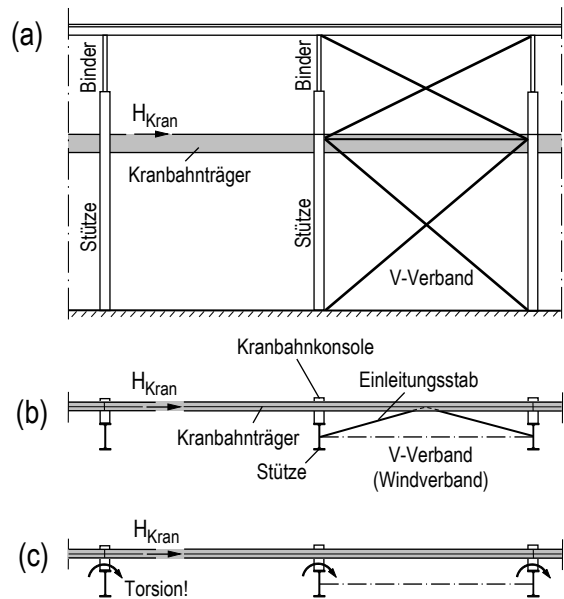 (a)
Binder
Binder
H_Kran
Kranbahnträger
Stütze
Stütze
V-Verband
Kranbahnkonsole
(b)
H_Kran
Einleitungsstab
Kranbahnträger
Stütze
V-Verband
(Windverband)
(c)
H_Kran
Torsion!